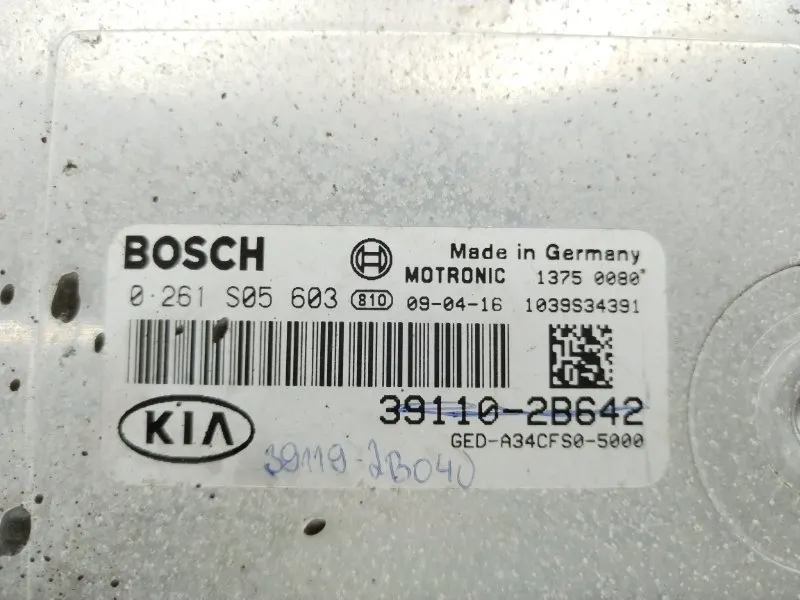 BOSCH
Made in Germany
MOTRONIC 1375 0080*
0 261 S05 603 810 09-04-16 1039S34391
39110-2B642
KIA
GED-A34CFS0-5000
39119-2B040